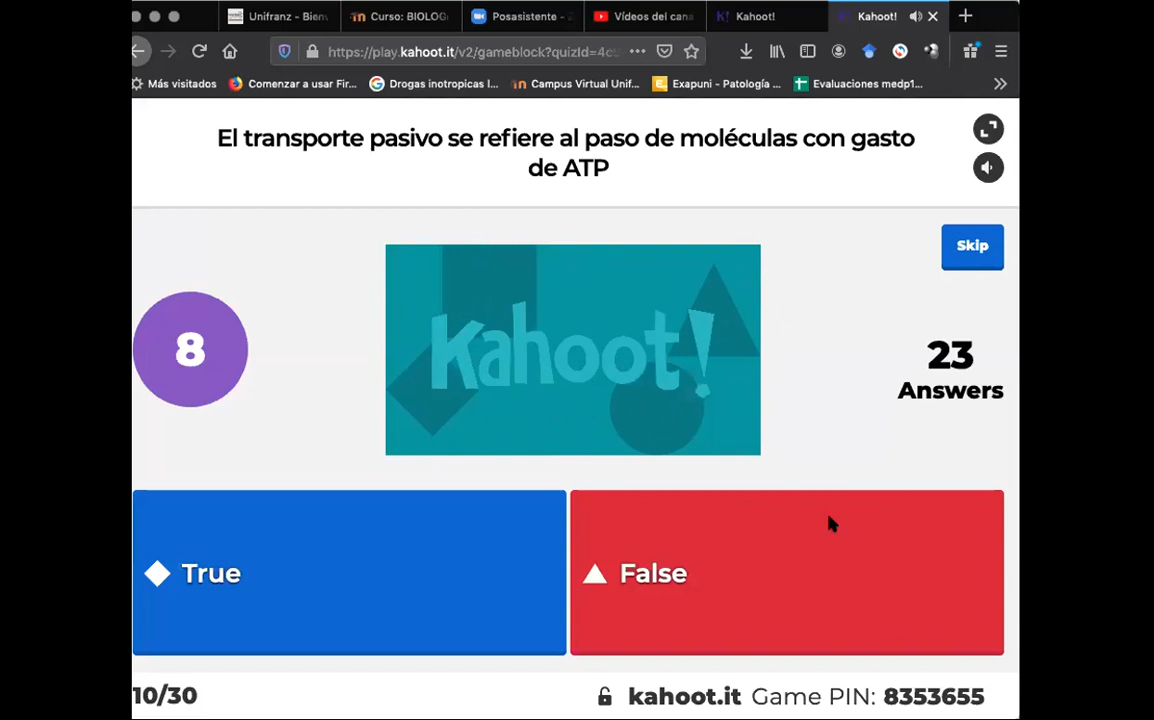 Unifranz - Bien
Curso: BIOLOG
Posasistente - Z
Vídeos del cana
Kahoot!
Kahoot!
https://play.kahoot.it/v2/gameblock?quizId=4c
Más visitados
Comenzar a usar Fir...
Drogas inotropicas l...
Campus Virtual Unif...
Exapuni - Patología ...
Evaluaciones medp1...
El transporte pasivo se refiere al paso de moléculas con gasto
de ATP
Skip
8
Kahoot!
23
Answers
True
False
10/30
kahoot.it Game PIN: 8353655